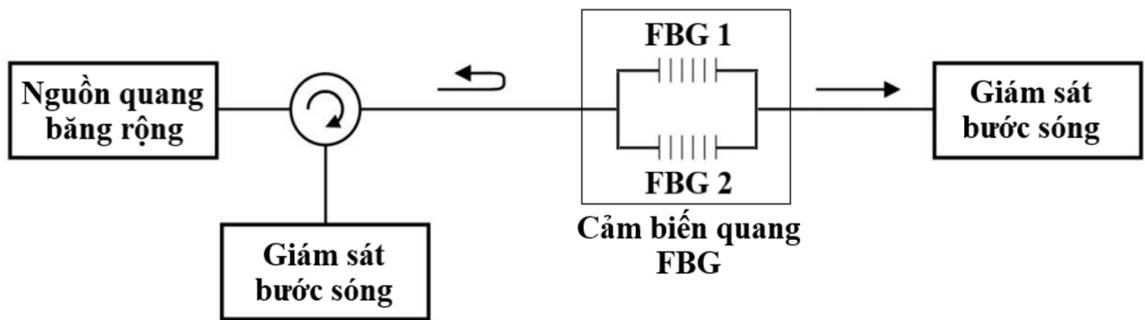 FBG 1
Nguồn quang
băng rộng
Giám sát
bước sóng
FBG 2
Cảm biến quang
FBG
Giám sát
bước sóng